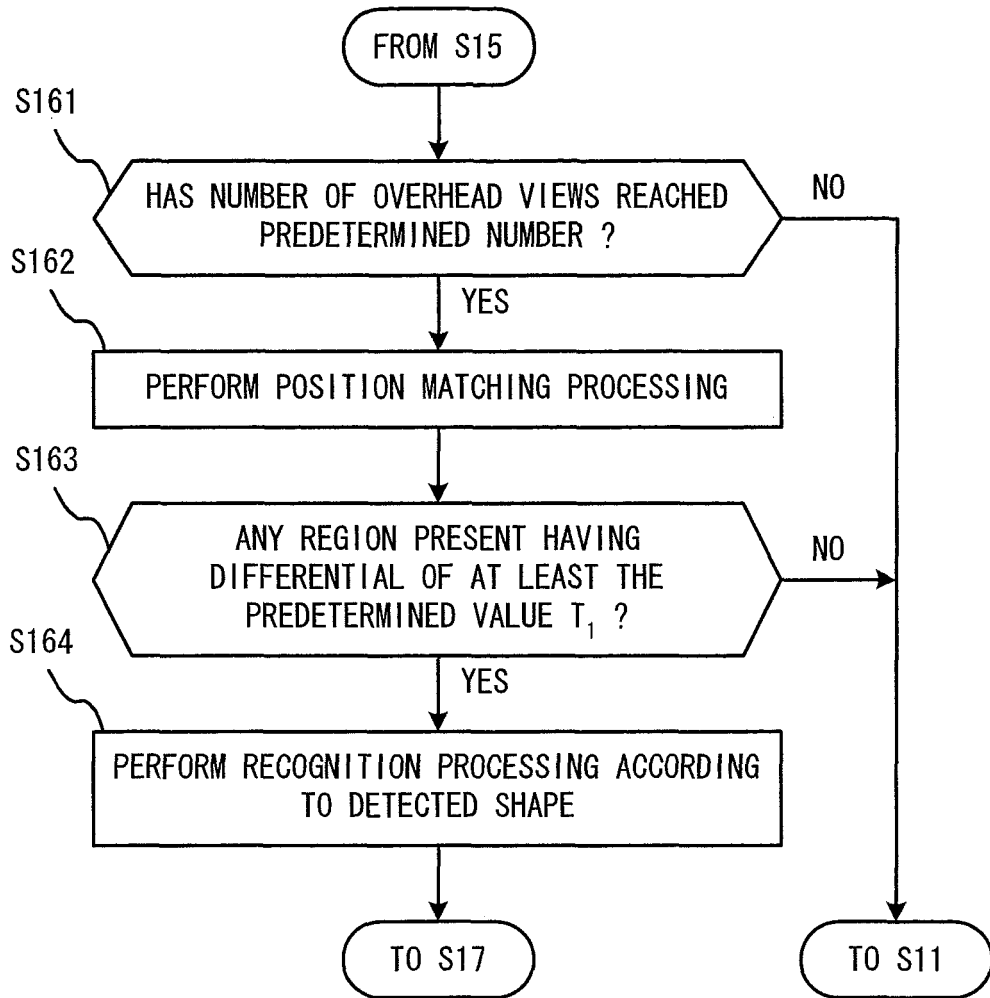 FROM S15
S161
HAS NUMBER OF OVERHEAD VIEWS REACHED
PREDETERMINED NUMBER ?
NO
S162
YES
PERFORM POSITION MATCHING PROCESSING
S163
ANY REGION PRESENT HAVING
DIFFERENTIAL OF AT LEAST THE
PREDETERMINED VALUE T₁ ?
NO
S164
YES
PERFORM RECOGNITION PROCESSING ACCORDING
TO DETECTED SHAPE
TO S17
TO S11